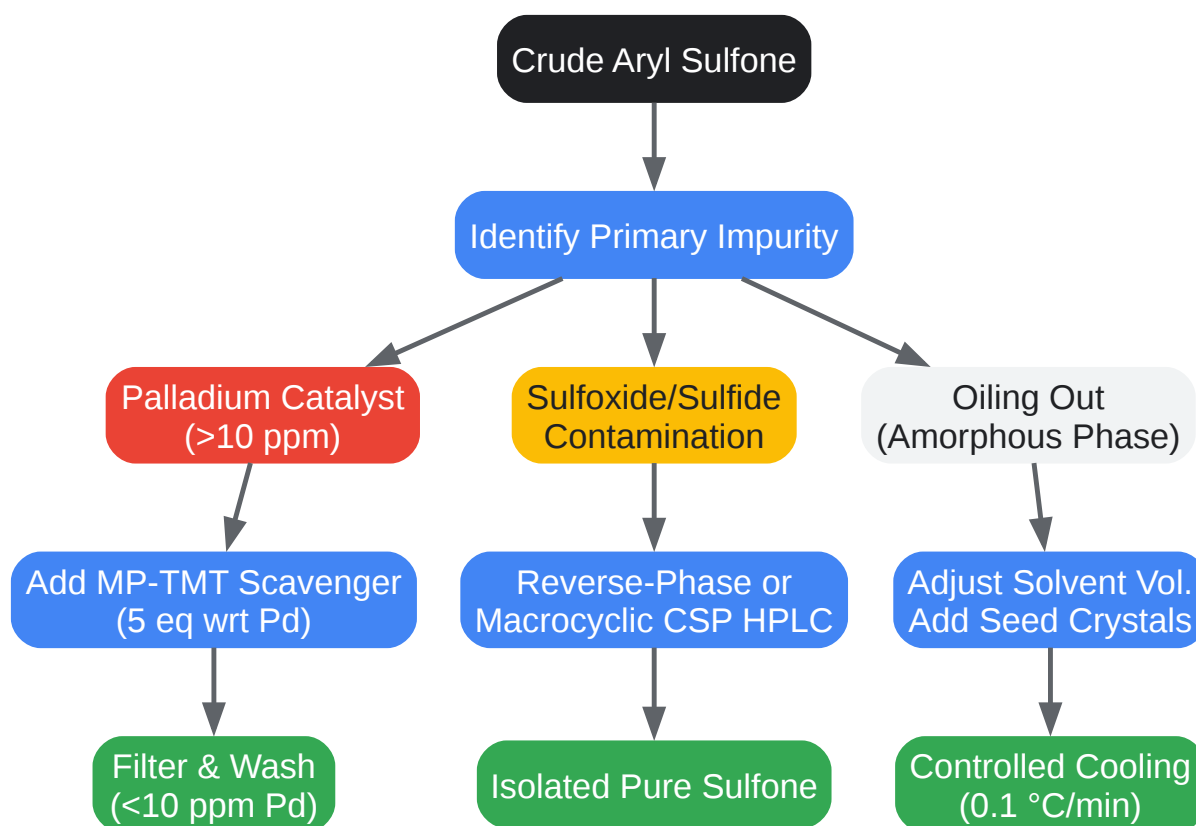 Crude Aryl Sulfone
Identify Primary Impurity
Palladium Catalyst
(>10 ppm)
Sulfoxide/Sulfide
Contamination
Oiling Out
(Amorphous Phase)
Add MP-TMT Scavenger
(5 eq wrt Pd)
Reverse-Phase or
Macrocyclic CSP HPLC
Adjust Solvent Vol.
Add Seed Crystals
Filter & Wash
(<10 ppm Pd)
Isolated Pure Sulfone
Controlled Cooling
(0.1 °C/min)